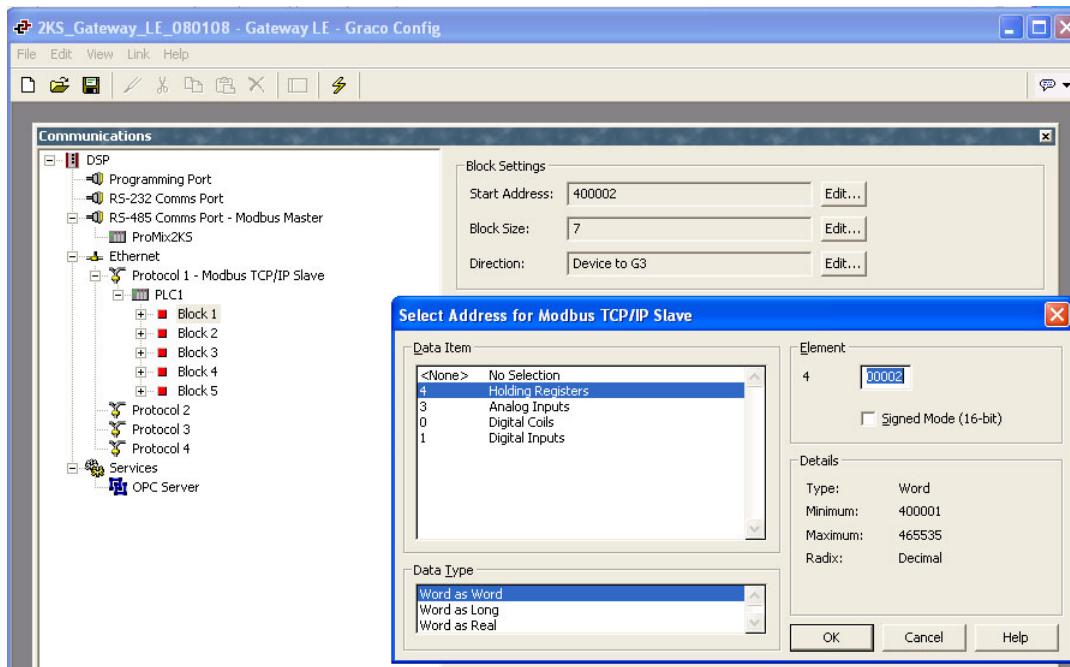 2KS_Gateway_LE_080108 - Gateway LE - Graco Config
File Edit View Link Help
Communications
DSP
Programming Port
RS-232 Comms Port
RS-485 Comms Port - Modbus Master
ProMix2KS
Ethernet
Protocol 1 - Modbus TCP/IP Slave
PLC1
Block 1
Block 2
Block 3
Block 4
Block 5
Protocol 2
Protocol 3
Protocol 4
Services
OPC Server
Block Settings
Start Address: 400002 Edit...
Block Size: 7 Edit...
Direction: Device to G3 Edit...
Select Address for Modbus TCP/IP Slave
Data Item
<None> No Selection
4 Holding Registers
3 Analog Inputs
0 Digital Coils
1 Digital Inputs
Data Type
Word as Word
Word as Long
Word as Real
Element
4 00002
Signed Mode (16-bit)
Details
Type: Word
Minimum: 400001
Maximum: 465535
Radix: Decimal
OK Cancel Help